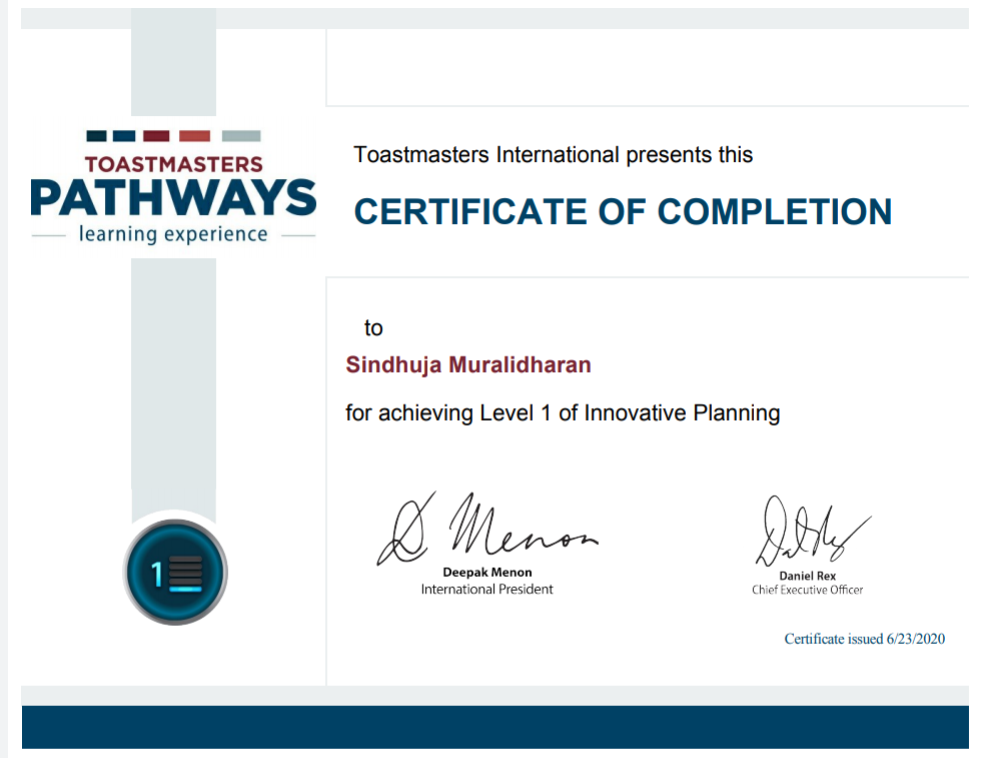 TOASTMASTERS
PATHWAYS
learning experience
Toastmasters International presents this
CERTIFICATE OF COMPLETION
to
Sindhuja Muralidharan
for achieving Level 1 of Innovative Planning
D Menon
Deepak Menon
International President
Daniel Rex
Chief Executive Officer
Certificate issued 6/23/2020
1